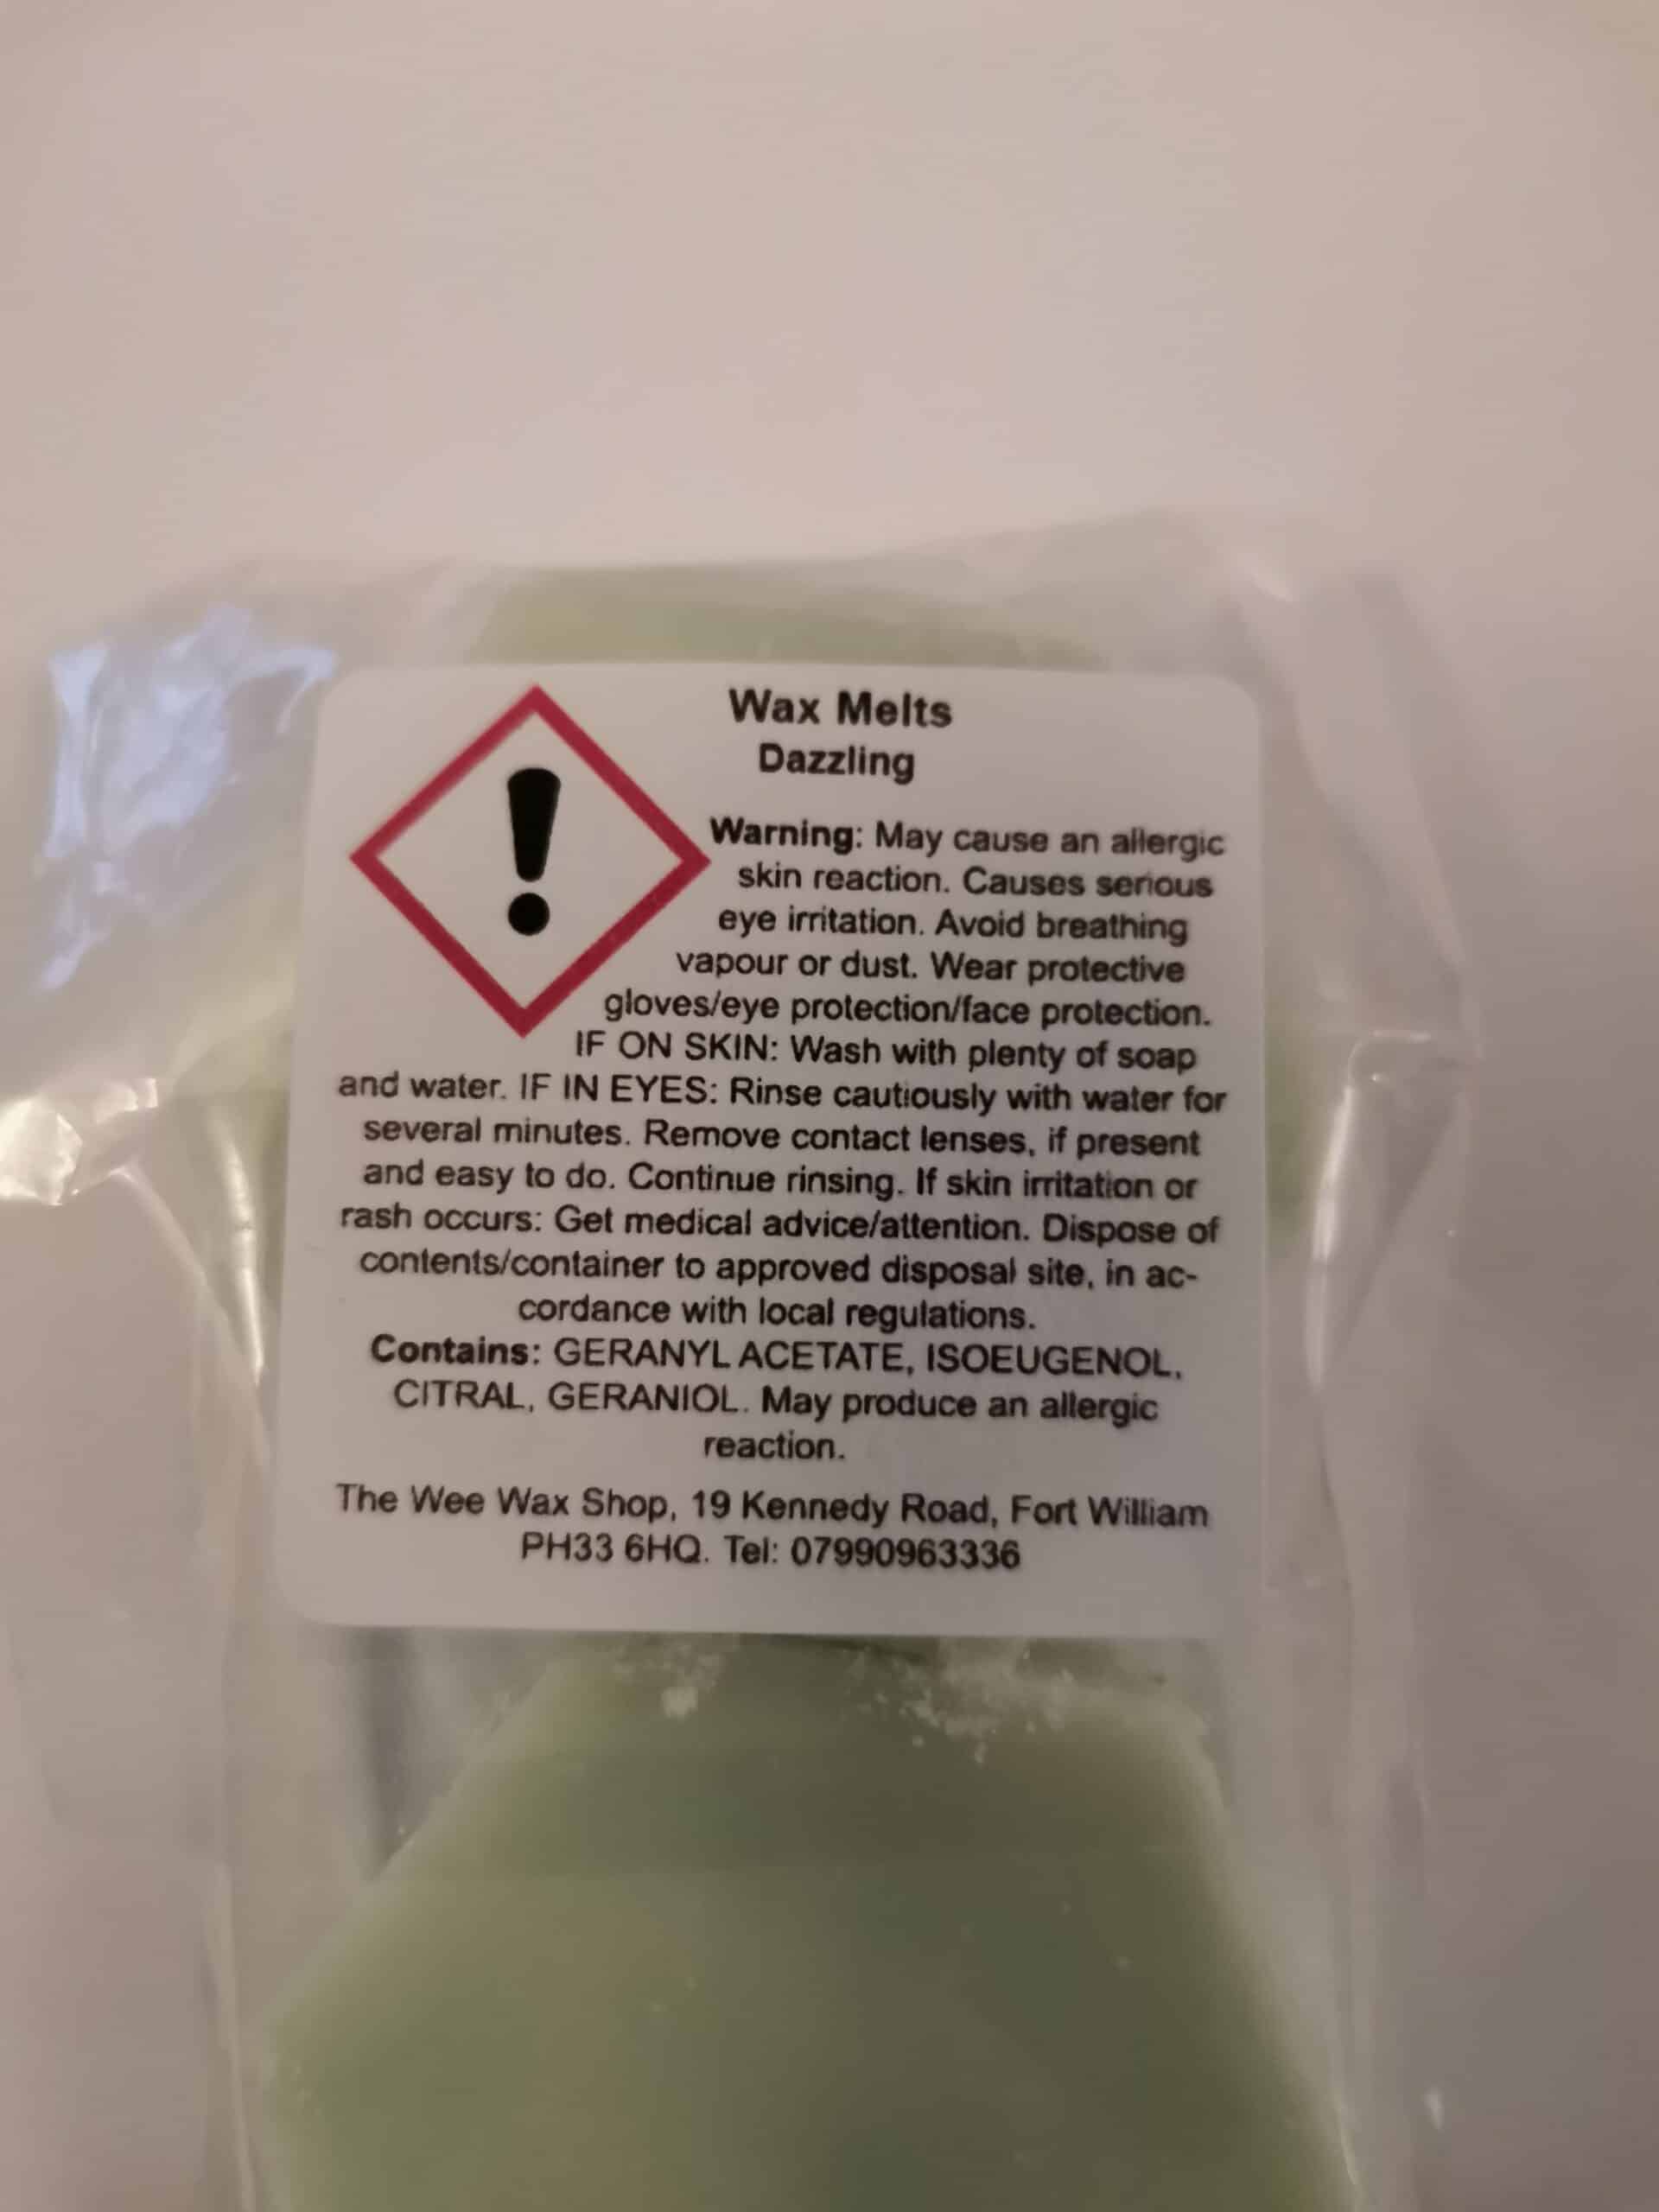 Wax Melts
Dazzling
Warning: May cause an allergic
skin reaction. Causes serious
eye irritation. Avoid breathing
vapour or dust. Wear protective
gloves/eye protection/face protection.
IF ON SKIN: Wash with plenty of soap
and water. IF IN EYES: Rinse cautiously with water for
several minutes. Remove contact lenses, if present
and easy to do. Continue rinsing. If skin irritation or
rash occurs: Get medical advice/attention. Dispose of
contents/container to approved disposal site, in ac-
cordance with local regulations.
Contains: GERANYL ACETATE, ISOEUGENOL,
CITRAL, GERANIOL. May produce an allergic
reaction.
The Wee Wax Shop, 19 Kennedy Road, Fort William
PH33 6HQ. Tel: 07990963336